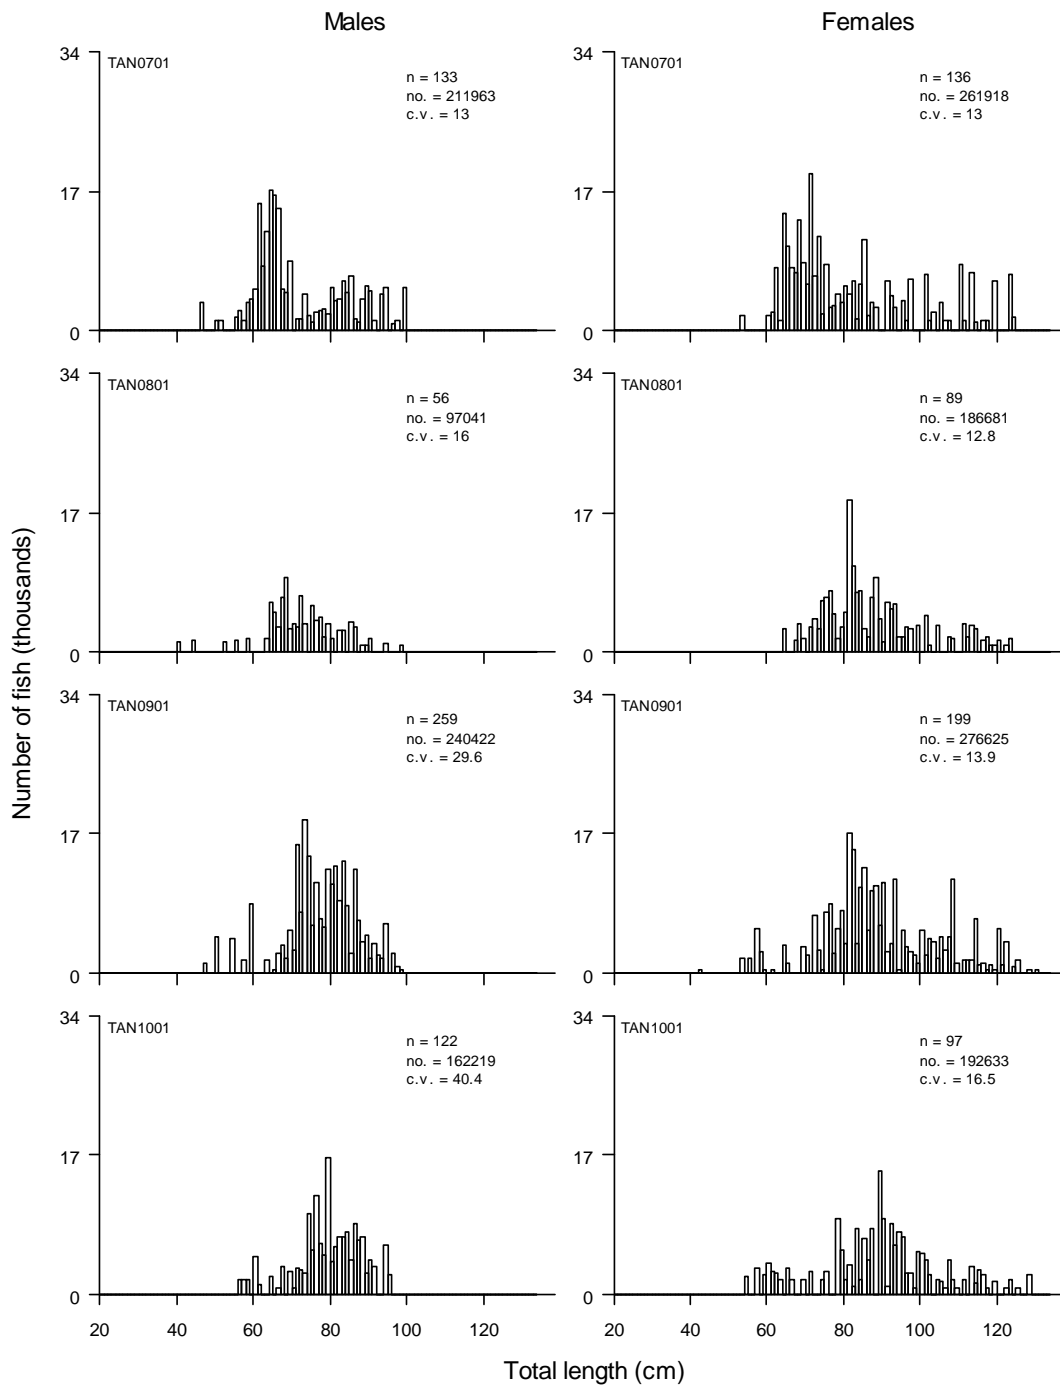 Males
Females
34
TAN0701
n = 133
no. = 211963
c.v. = 13
17
0
TAN0701
n = 136
no. = 261918
c.v. = 13
34
17
0
34
TAN0801
n = 56
no. = 97041
c.v. = 16
17
0
TAN0801
n = 89
no. = 186681
c.v. = 12.8
34
17
0
34
TAN0901
n = 259
no. = 240422
c.v. = 29.6
17
0
TAN0901
n = 199
no. = 276625
c.v. = 13.9
34
17
0
34
TAN1001
n = 122
no. = 162219
c.v. = 40.4
17
0
TAN1001
n = 97
no. = 192633
c.v. = 16.5
34
17
0
20 40 60 80 100 120
20 40 60 80 100 120
Number of fish (thousands)
Total length (cm)